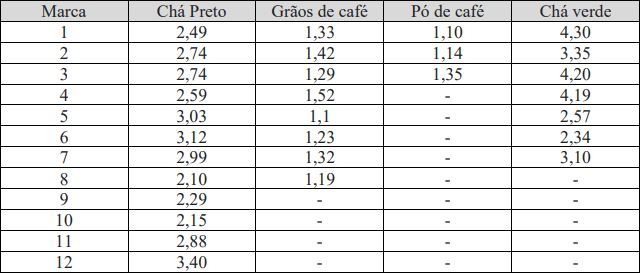 Marca Chá Preto Grãos de café Pó de café Chá verde
1 2,49 1,33 1,10 4,30
2 2,74 1,42 1,14 3,35
3 2,74 1,29 1,35 4,20
4 2,59 1,52 - 4,19
5 3,03 1,1 - 2,57
6 3,12 1,23 - 2,34
7 2,99 1,32 - 3,10
8 2,10 1,19 - -
9 2,29 - - -
10 2,15 - - -
11 2,88 - - -
12 3,40 - - -